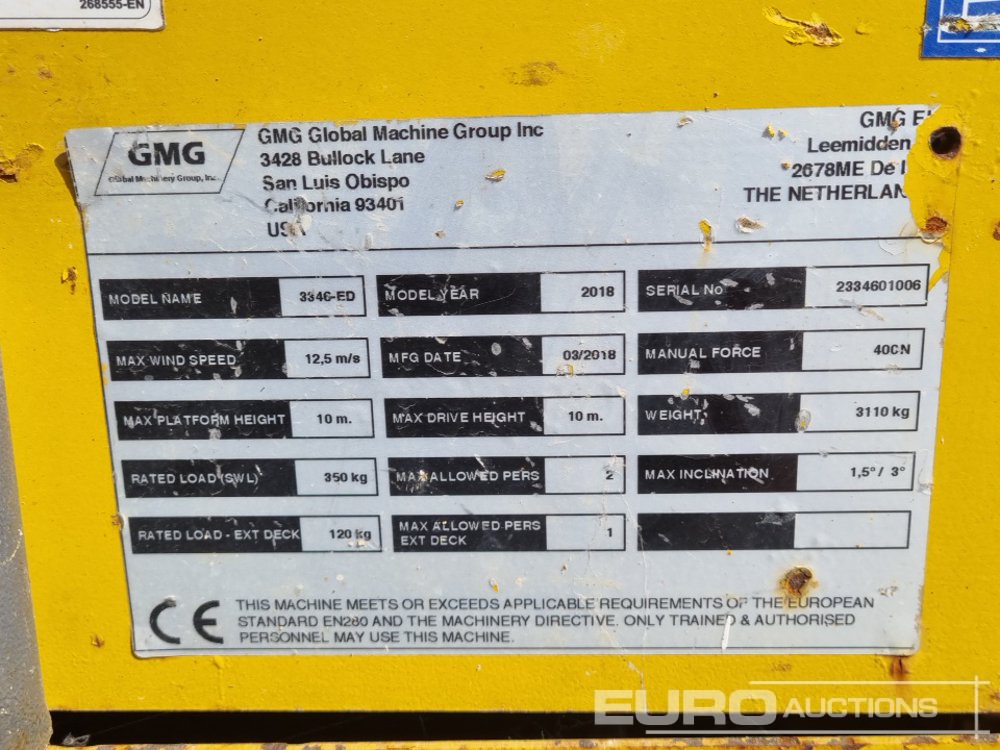 268555-EN
GMG
Global Machinery Group, Inc.
GMG Global Machine Group Inc
3428 Bullock Lane
San Luis Obispo
California 93401
USA
GMG
Leemidden
2678ME De
THE NETHERLAN
MODEL NAME 3346-ED
MODEL YEAR 2018
SERIAL No 2334601006
MAX WIND SPEED 12,5 m/s
MFG DATE 03/2018
MANUAL FORCE 400N
MAX PLATFORM HEIGHT 10 m.
MAX DRIVE HEIGHT 10 m.
WEIGHT 3110 kg
RATED LOAD (SWL) 350 kg
MAX ALLOWED PERS 2
MAX INCLINATION 1,5° / 3°
RATED LOAD - EXT DECK 120 kg
MAX ALLOWED PERS
EXT DECK 1
CE
THIS MACHINE MEETS OR EXCEEDS APPLICABLE REQUIREMENTS OF THE EUROPEAN
STANDARD EN280 AND THE MACHINERY DIRECTIVE. ONLY TRAINED & AUTHORISED
PERSONNEL MAY USE THIS MACHINE.
EURO AUCTIONS